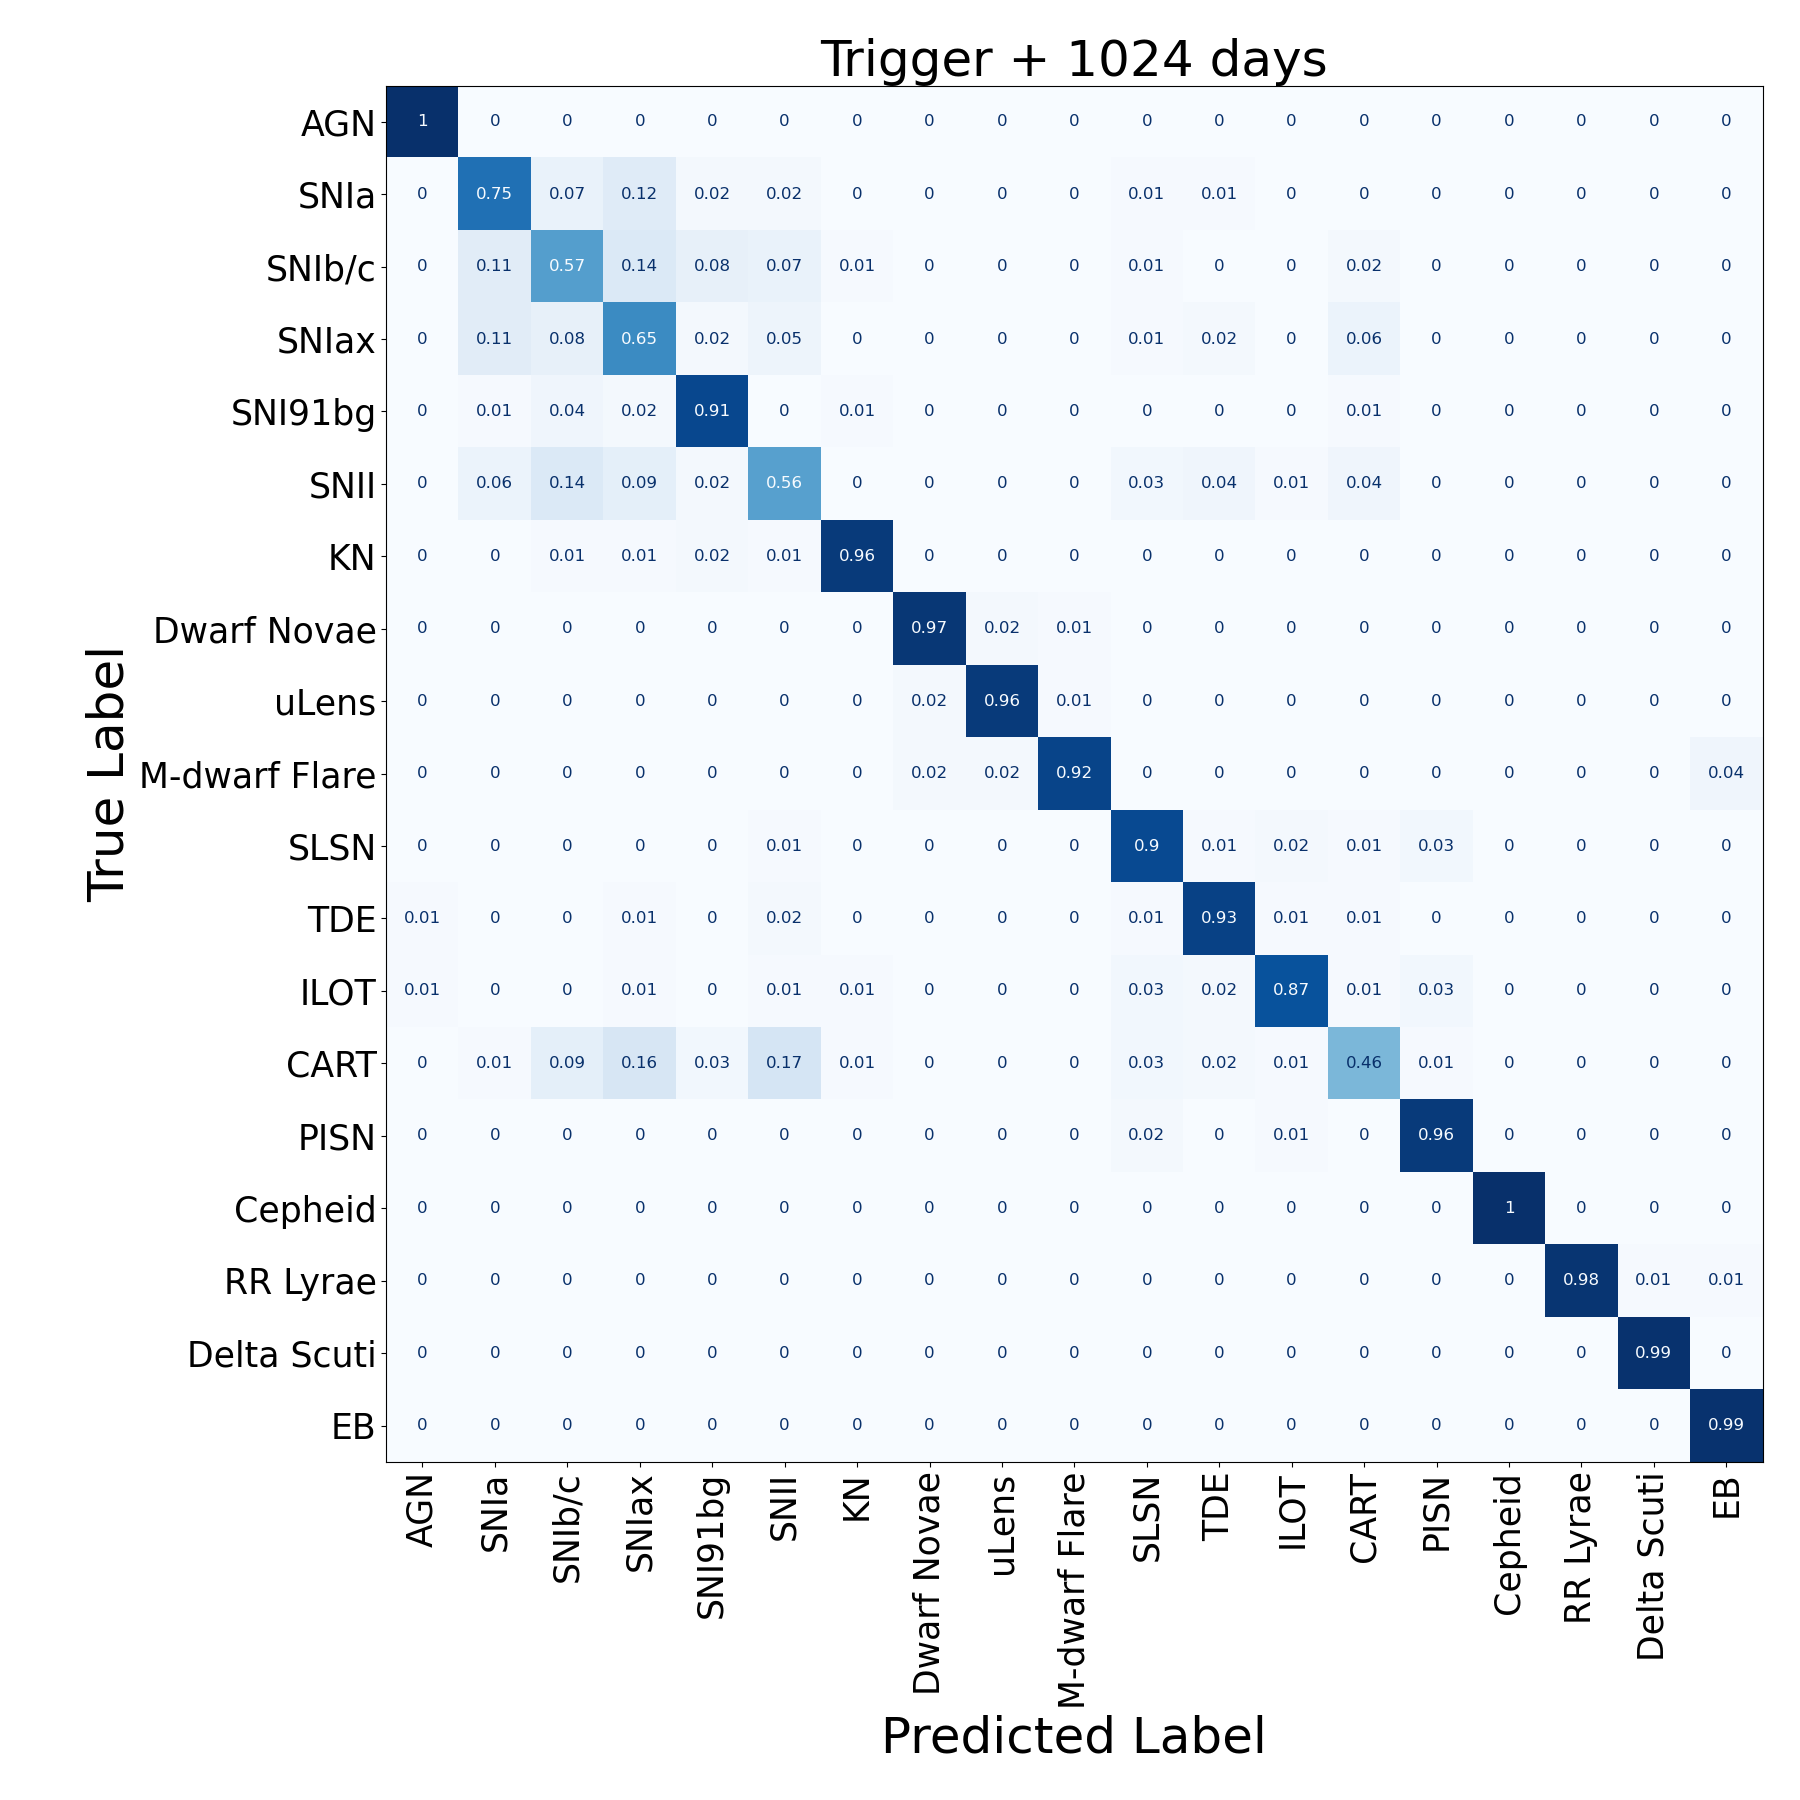 Trigger + 1024 days
True Label
AGN 1 0 0 0 0 0 0 0 0 0 0 0 0 0 0 0 0 0 0
SNIa 0 0.75 0.07 0.12 0.02 0.02 0 0 0 0 0.01 0.01 0 0 0 0 0 0 0
SNIb/c 0 0.11 0.57 0.14 0.08 0.07 0.01 0 0 0 0.01 0 0 0.02 0 0 0 0 0
SNIax 0 0.11 0.08 0.65 0.02 0.05 0 0 0 0 0.01 0.02 0 0.06 0 0 0 0 0
SNI91bg 0 0.01 0.04 0.02 0.91 0 0.01 0 0 0 0 0 0 0.01 0 0 0 0 0
SNII 0 0.06 0.14 0.09 0.02 0.56 0 0 0 0 0.03 0.04 0.01 0.04 0 0 0 0 0
KN 0 0 0.01 0.01 0.02 0.01 0.96 0 0 0 0 0 0 0 0 0 0 0 0
Dwarf Novae 0 0 0 0 0 0 0 0.97 0.02 0.01 0 0 0 0 0 0 0 0 0
uLens 0 0 0 0 0 0 0 0.02 0.96 0.01 0 0 0 0 0 0 0 0 0
M-dwarf Flare 0 0 0 0 0 0 0 0.02 0.02 0.92 0 0 0 0 0 0 0 0 0.04
SLSN 0 0 0 0 0 0.01 0 0 0 0 0.9 0.01 0.02 0.01 0.03 0 0 0 0
TDE 0.01 0 0 0.01 0 0.02 0 0 0 0 0.01 0.93 0.01 0.01 0 0 0 0 0
ILOT 0.01 0 0 0.01 0 0.01 0.01 0 0 0 0.03 0.02 0.87 0.01 0.03 0 0 0 0
CART 0 0.01 0.09 0.16 0.03 0.17 0.01 0 0 0 0.03 0.02 0.01 0.46 0.01 0 0 0 0
PISN 0 0 0 0 0 0 0 0 0 0 0.02 0 0.01 0 0.96 0 0 0 0
Cepheid 0 0 0 0 0 0 0 0 0 0 0 0 0 0 0 1 0 0 0
RR Lyrae 0 0 0 0 0 0 0 0 0 0 0 0 0 0 0 0 0.98 0.01 0.01
Delta Scuti 0 0 0 0 0 0 0 0 0 0 0 0 0 0 0 0 0 0.99 0
EB 0 0 0 0 0 0 0 0 0 0 0 0 0 0 0 0 0 0 0.99
AGN SNIa SNIb/c SNIax SNI91bg SNII KN Dwarf Novae uLens M-dwarf Flare SLSN TDE ILOT CART PISN Cepheid RR Lyrae Delta Scuti EB
Predicted Label